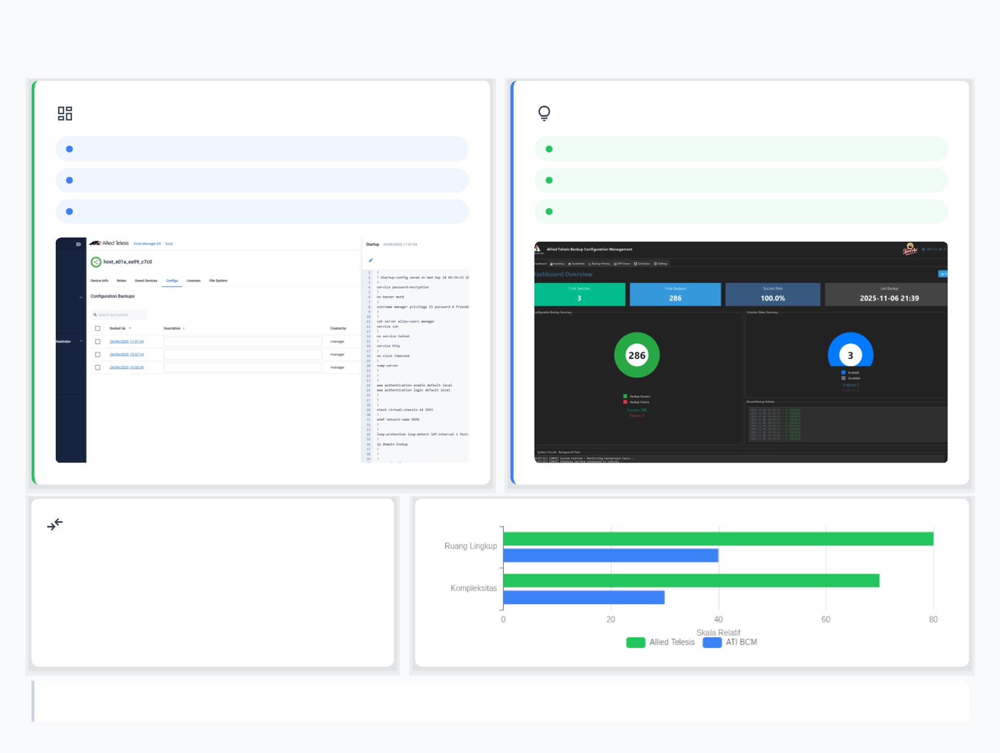 Allied Telesis Vista Manager EX local
host_e01a_ea99_c7c0
Device Info Notes Guest Devices Configs Licenses File System
Configuration Backups
Search by keyword
Backed Up Description Created by
hestrator
24/09/2025, 11:01:24 manager
24/09/2025, 10:57:14 manager
24/09/2025, 10:55:39 manager
Startup 24/09/2025, 11:01:24
1 !
2 ! Startup-config saved on Wed Sep 24 03:34:13 20
3 !
4 service password-encryption
5 !
6 no banner motd
7 !
8 username manager privilege 15 password 0 friend
9 !
10 !
11 ssh server allow-users manager
12 service ssh
13 !
14 no service telnet
15 !
16 service http
17 !
18 no clock timezone
19 !
20 snmp-server
21 !
22 !
23 !
24 aaa authentication enable default local
25 aaa authentication login default local
26 !
27 !
28 !
29 stack virtual-chassis-id 3593
30 !
31 atmf network-name DEMO
32 !
33 !
34 loop-protection loop-detect ldf-interval 1 fast-
35 !
36 ip domain-lookup
37 !
38 !
39 !
Allied Telesis Backup Configuration Management
Dashboard Inventory Credentials Backup History Diff Viewer Schedules Settings
Dashboard Overview
Total Switches
3
Total Backups
286
Success Rate
100.0%
Last Backup
2025-11-06 21:39
Configuration Backup Summary
286
Backup Success
Backup Failure
Success: 286
Failure: 0
Schedule Status Summary
3
Enabled
Disabled
Enabled: 3
Disabled: 0
Recent Backup Activity
System Console - Background Tasks
[INFO] System started - Monitoring background tasks...
[INFO] Schedule service connected to console
Ruang Lingkup
Kompleksitas
0 20 40 60 80
Skala Relatif
Allied Telesis ATI BCM